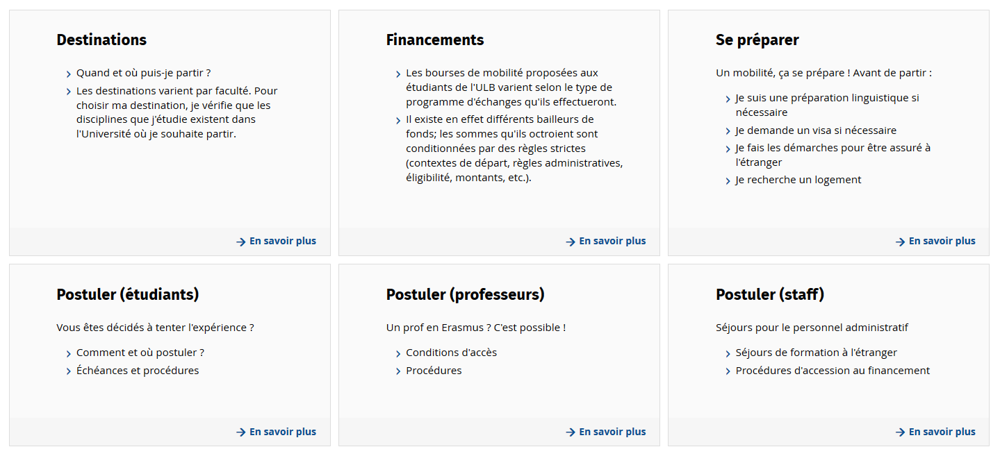 Destinations
Quand et où puis-je partir ?
Les destinations varient par faculté. Pour
choisir ma destination, je vérifie que les
disciplines que j'étudie existent dans
l'Université où je souhaite partir.
En savoir plus
Financements
Les bourses de mobilité proposées aux
étudiants de l'ULB varient selon le type de
programme d'échanges qu'ils effectueront.
Il existe en effet différents bailleurs de
fonds; les sommes qu'ils octroient sont
conditionnées par des règles strictes
(contextes de départ, règles administratives,
éligibilité, montants, etc.).
En savoir plus
Se préparer
Un mobilité, ça se prépare ! Avant de partir :
Je suis une préparation linguistique si
nécessaire
Je demande un visa si nécessaire
Je fais les démarches pour être assuré à
l'étranger
Je recherche un logement
En savoir plus
Postuler (étudiants)
Vous êtes décidés à tenter l'expérience ?
Comment et où postuler ?
Échéances et procédures
En savoir plus
Postuler (professeurs)
Un prof en Erasmus ? C'est possible !
Conditions d'accès
Procédures
En savoir plus
Postuler (staff)
Séjours pour le personnel administratif
Séjours de formation à l'étranger
Procédures d'accession au financement
En savoir plus